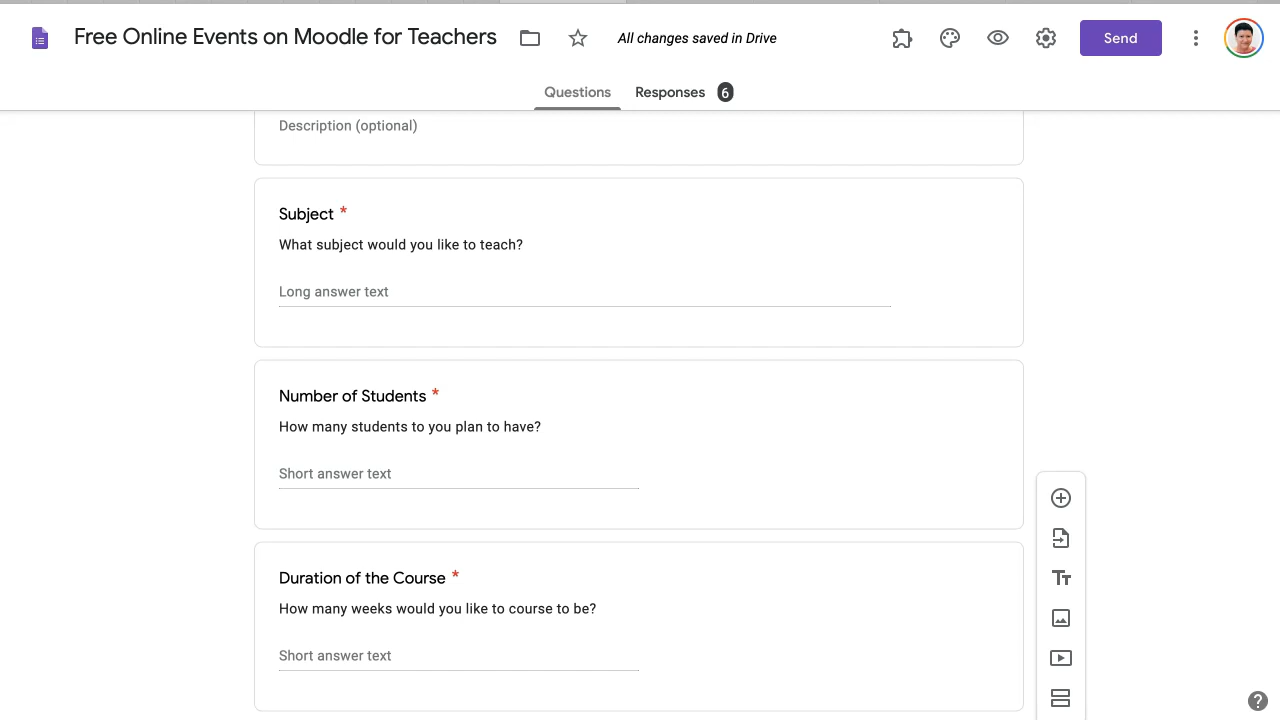 Free Online Events on Moodle for Teachers
All changes saved in Drive
Send
Questions
Responses 6
Description (optional)
Subject *
What subject would you like to teach?
Long answer text
Number of Students *
How many students to you plan to have?
Short answer text
Duration of the Course *
How many weeks would you like to course to be?
Short answer text